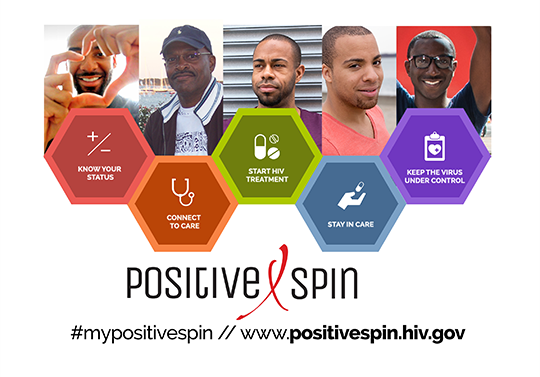 +/-
KNOW YOUR
STATUS
CONNECT
TO CARE
START HIV
TREATMENT
STAY IN CARE
KEEP THE VIRUS
UNDER CONTROL
POSITIVE SPIN
#mypositivespin // www.positivespin.hiv.gov